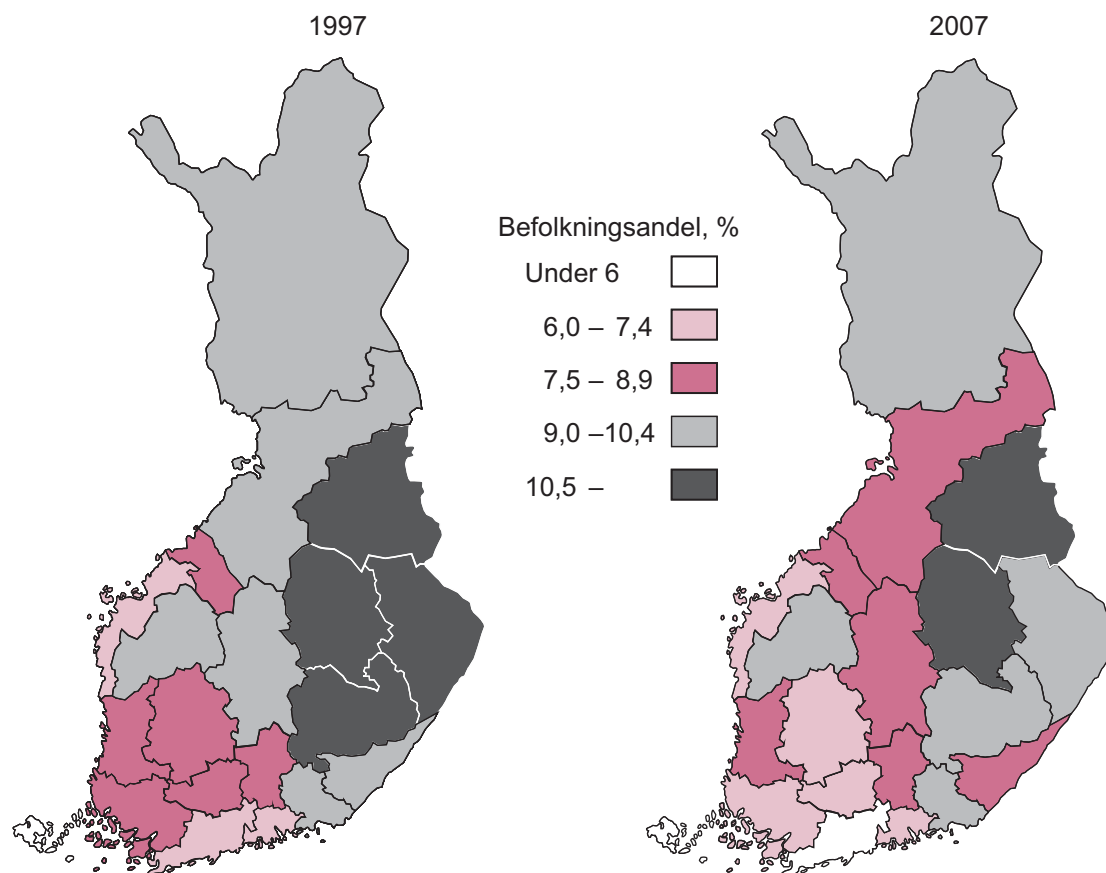 1997
2007
Befolkningsandel, %
Under 6
6,0 – 7,4
7,5 – 8,9
9,0 –10,4
10,5 –